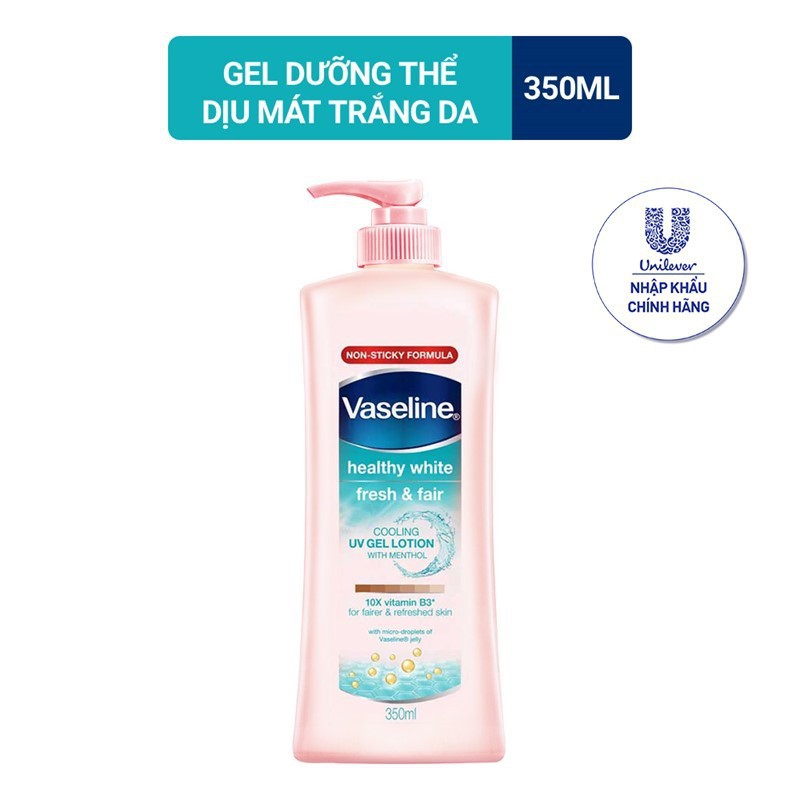 GEL DƯỠNG THỂ
DỊU MÁT TRẮNG DA
350ML
Unilever
NHẬP KHẨU
CHÍNH HÃNG
NON-STICKY FORMULA
Vaseline®
healthy white
fresh & fair
COOLING
UV GEL LOTION
WITH MENTHOL
10X vitamin B3*
for fairer & refreshed skin
with micro-droplets of
Vaseline® jelly
350ml